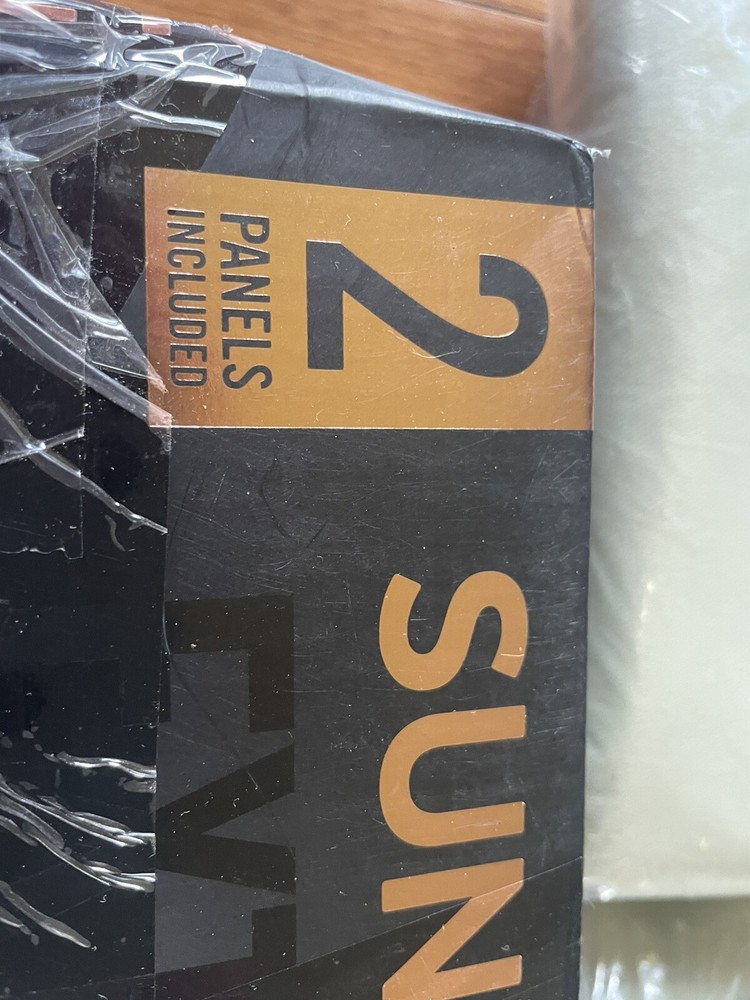 2
PANELS
INCLUDED
SUN